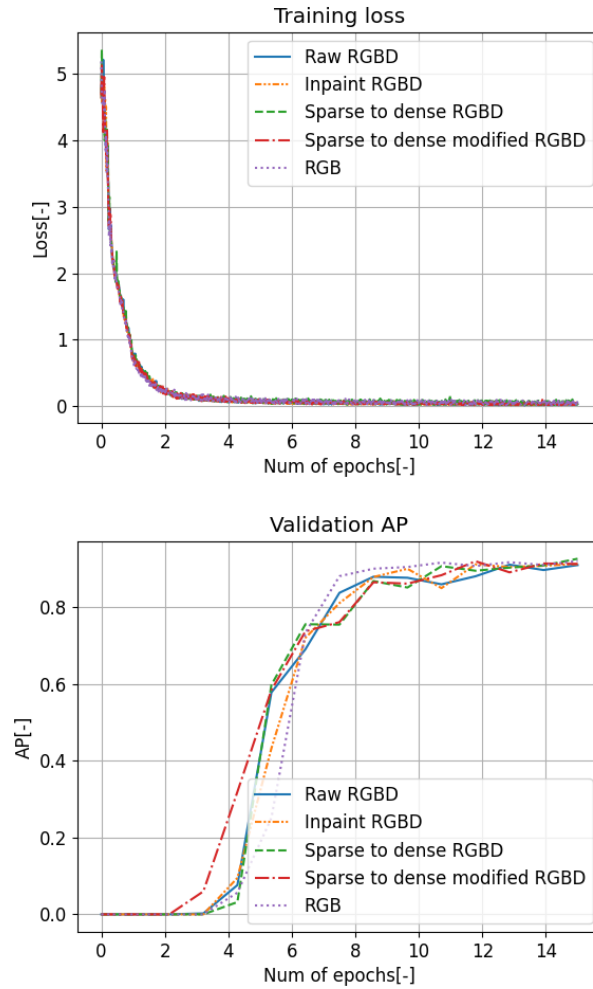 Training loss
5
4
3
2
1
0
Loss[-]
Raw RGBD
Inpaint RGBD
Sparse to dense RGBD
Sparse to dense modified RGBD
RGB
0 2 4 6 8 10 12 14
Num of epochs[-]
Validation AP
0.8
0.6
0.4
0.2
0.0
AP[-]
Raw RGBD
Inpaint RGBD
Sparse to dense RGBD
Sparse to dense modified RGBD
RGB
0 2 4 6 8 10 12 14
Num of epochs[-]